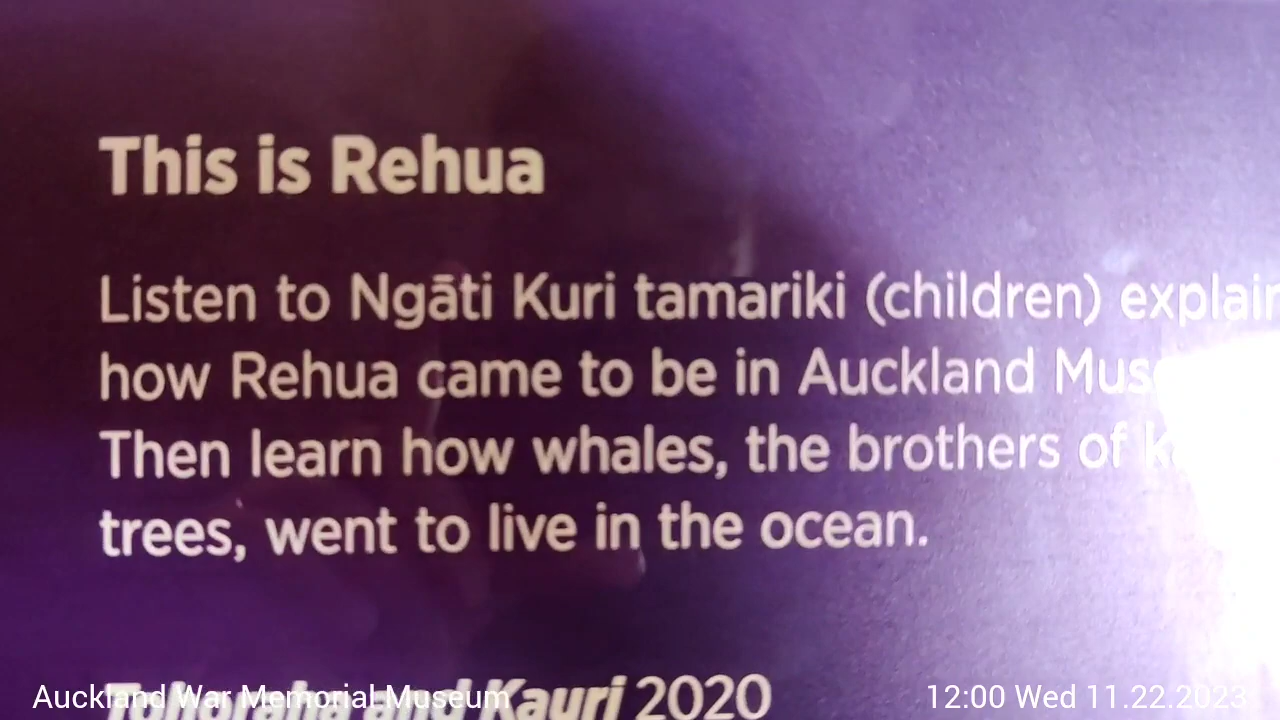 This is Rehua
Listen to Ngāti Kuri tamariki (children) explain
how Rehua came to be in Auckland
Then learn how whales, the brothers of
trees, went to live in the ocean.
Tohorāha and Kauri 2020
Auckland War Memorial Museum
12:00 Wed 11.22.2023